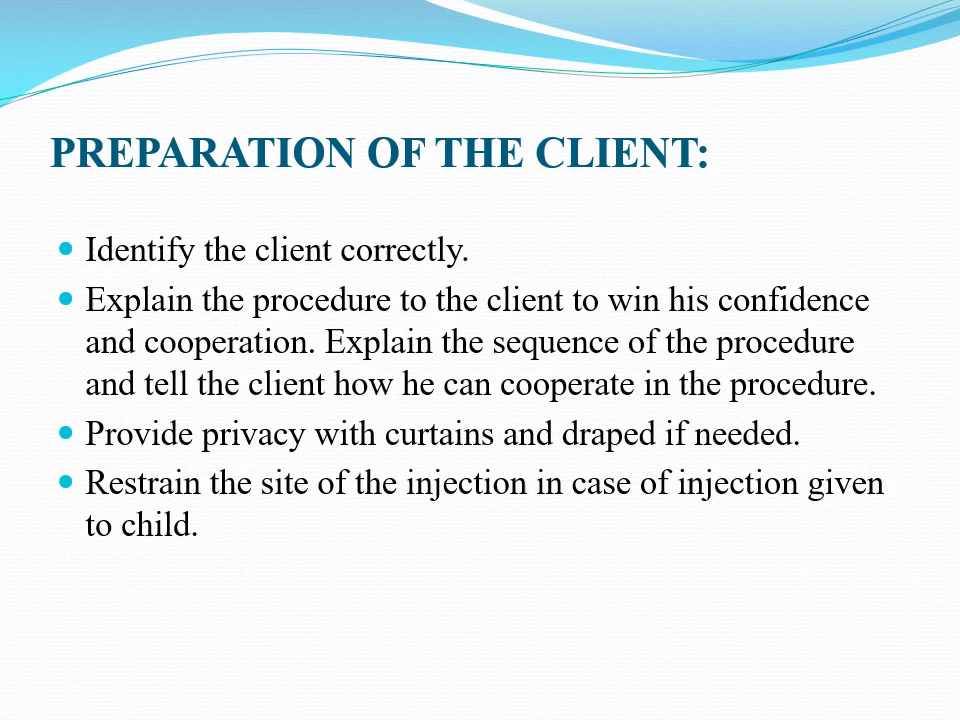 PREPARATION OF THE CLIENT:
Identify the client correctly.
Explain the procedure to the client to win his confidence
and cooperation. Explain the sequence of the procedure
and tell the client how he can cooperate in the procedure.
Provide privacy with curtains and draped if needed.
Restrain the site of the injection in case of injection given
to child.